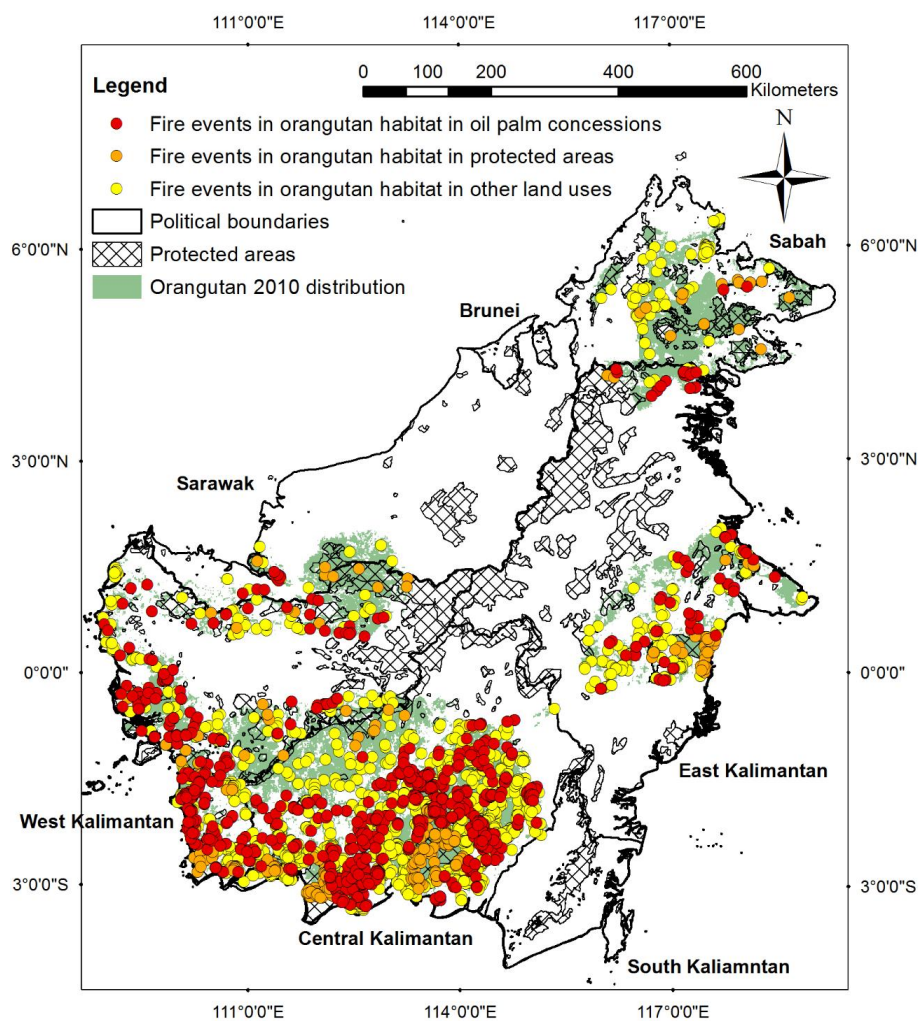 111°0'0"E 114°0'0"E 117°0'0"E
Legend
0 100 200 400 600
Kilometers
Fire events in orangutan habitat in oil palm concessions
Fire events in orangutan habitat in protected areas
Fire events in orangutan habitat in other land uses
Political boundaries
Protected areas
Orangutan 2010 distribution
N
6°0'0"N 6°0'0"N
Sabah
Brunei
3°0'0"N 3°0'0"N
Sarawak
0°0'0" 0°0'0"
East Kalimantan
West Kalimantan
3°0'0"S 3°0'0"S
Central Kalimantan
South Kaliamntan
111°0'0"E 114°0'0"E 117°0'0"E